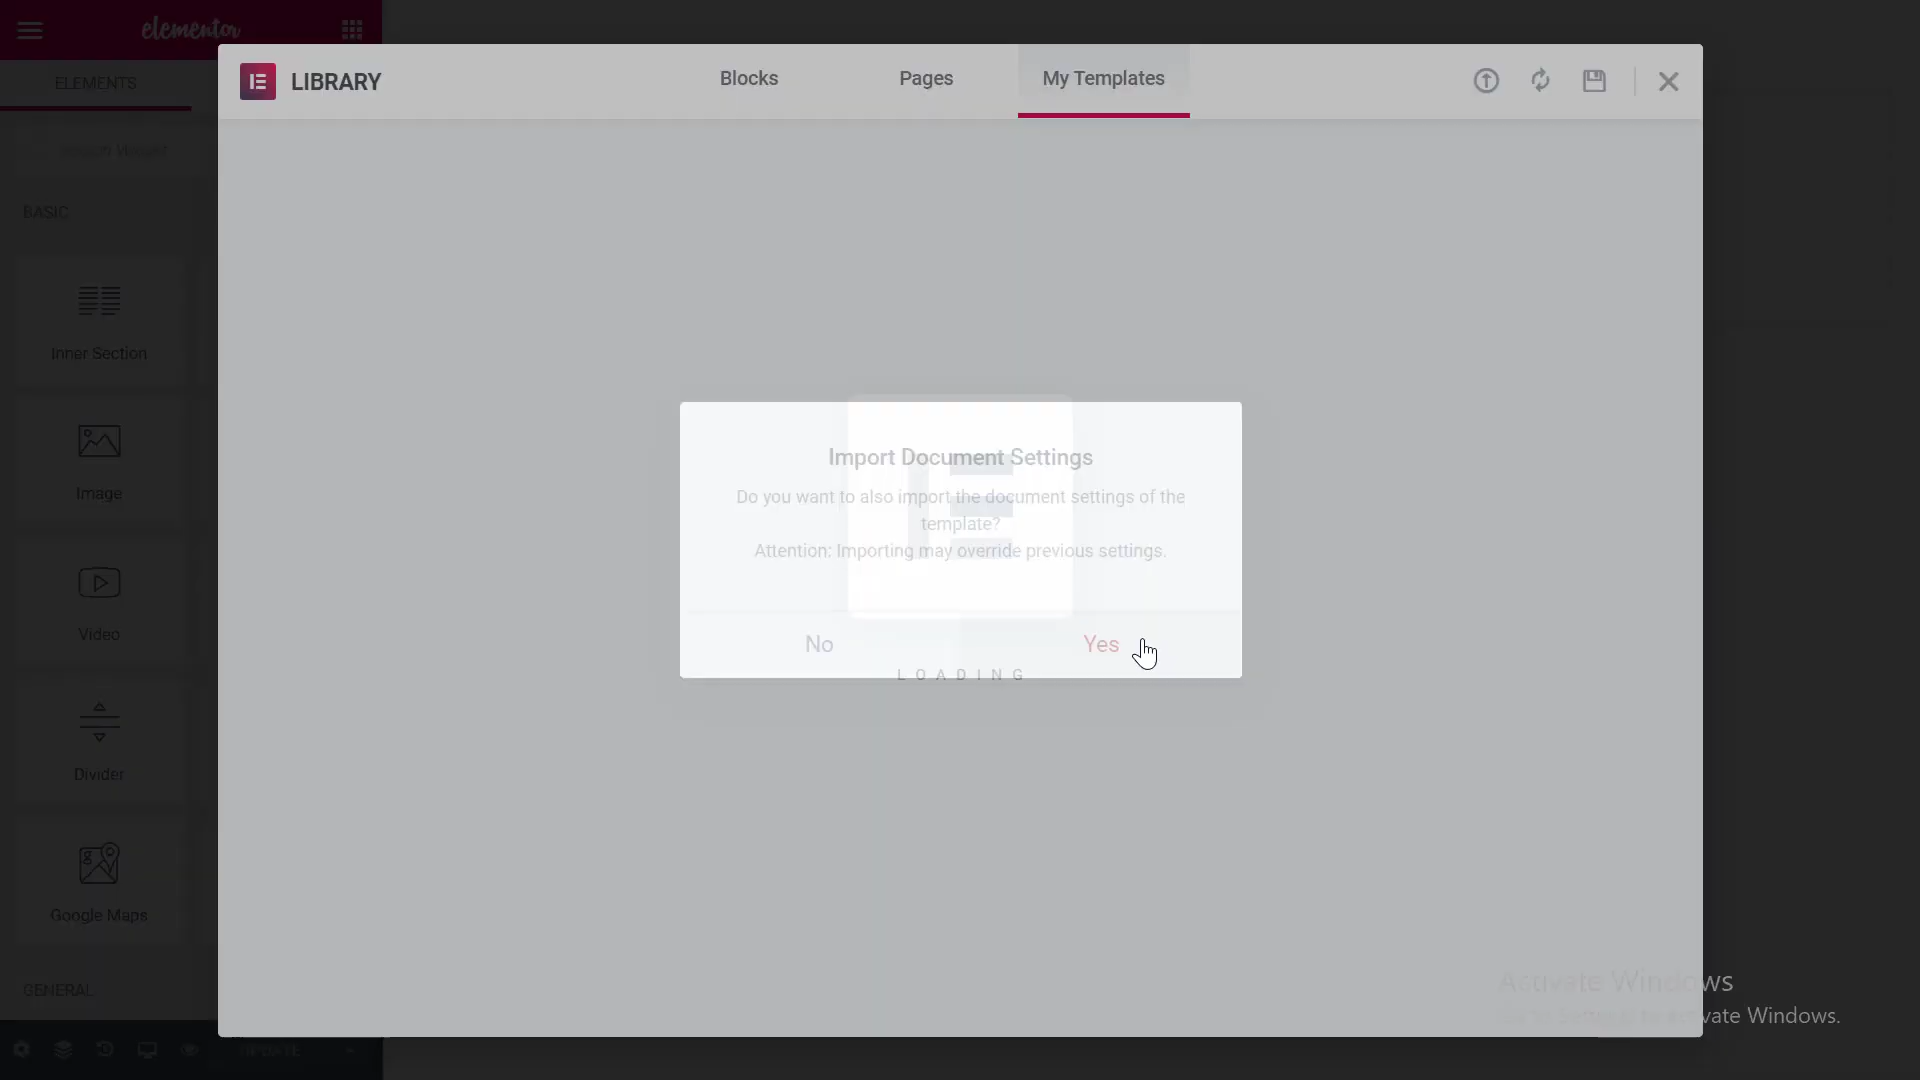 elementor
ELEMENTS
LIBRARY
Blocks
Pages
My Templates
BASIC
Inner Section
Image
Video
Divider
Google Maps
GENERAL
UPDATE
Import Document Settings
Do you want to also import the document settings of the
template?
Attention: Importing may override previous settings.
No
Yes
LOADING
Activate Windows
Windows.